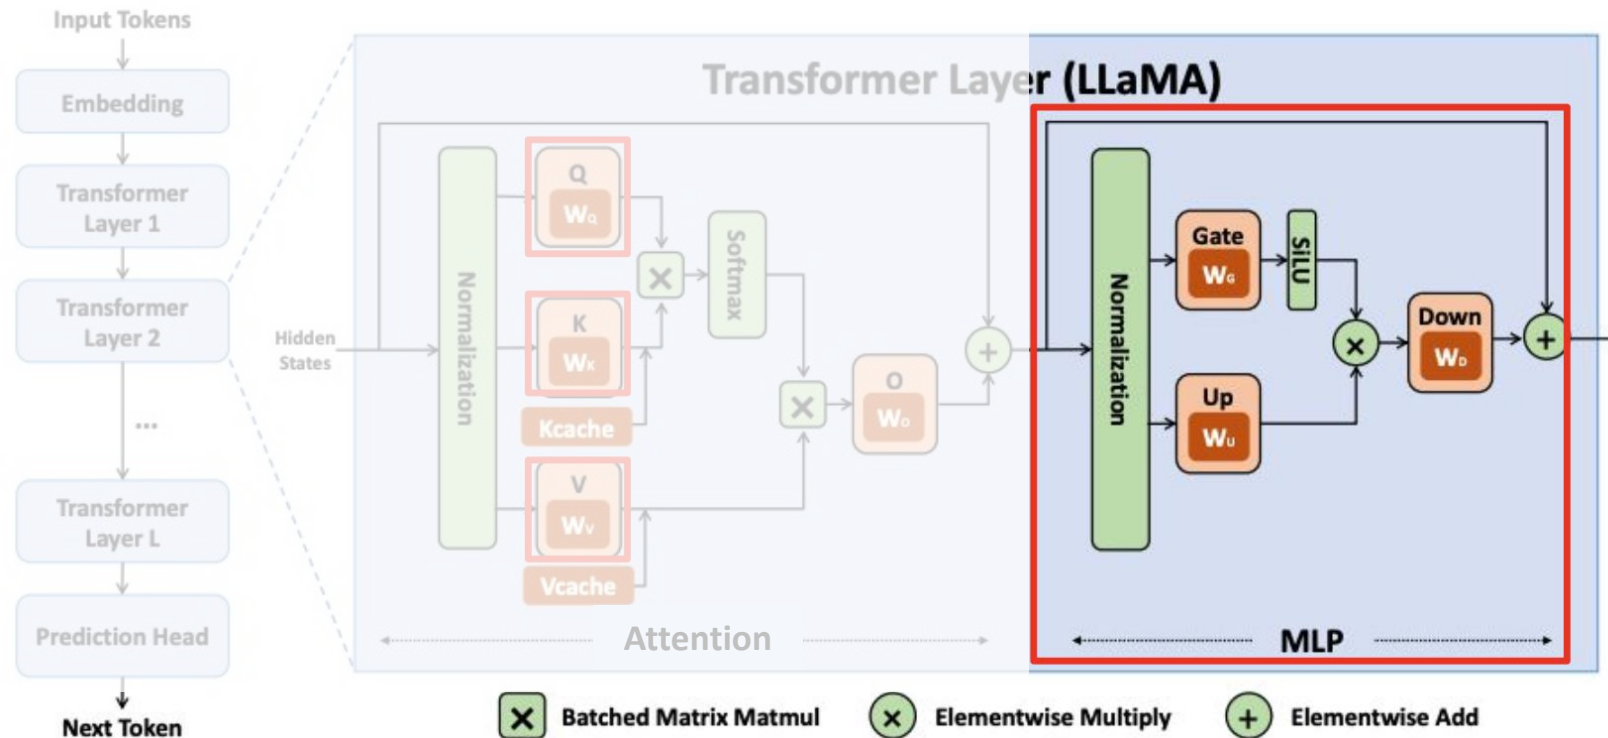 Input Tokens
Embedding
Transformer
Layer 1
Transformer
Layer 2
...
Transformer
Layer L
Prediction Head
Next Token
Transformer Layer (LLaMA)
Hidden
States
Normalization
Q
WQ
K
WK
Kcache
V
WV
Vcache
Softmax
O
WO
Attention
Normalization
Gate
WG
SiLU
Up
WU
Down
WD
MLP
Batched Matrix Matmul
Elementwise Multiply
Elementwise Add